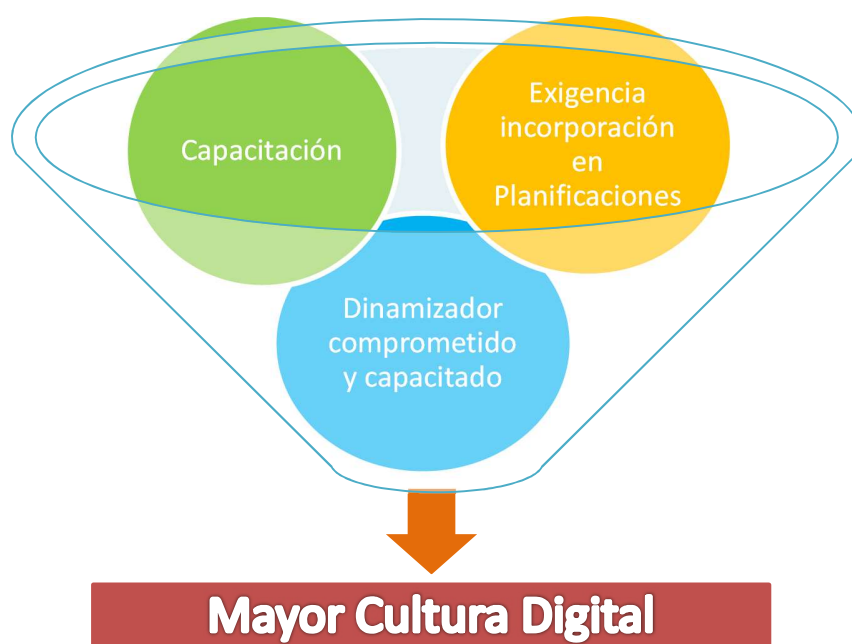 Capacitación
Exigencia
incorporación
en
Planificaciones
Dinamizador
comprometido
y capacitado
Mayor Cultura Digital